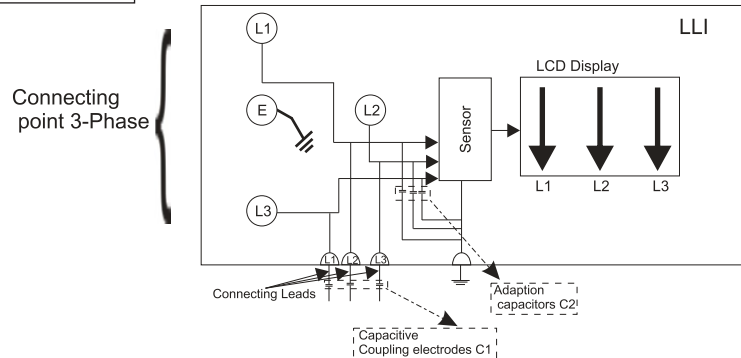 LLI
L1
LCD Display
Connecting
point 3-Phase
E
L2
Sensor
L1 L2 L3
L3
L1 L2 L3
Connecting Leads
Adaption
capacitors C2
Capacitive
Coupling electrodes C1